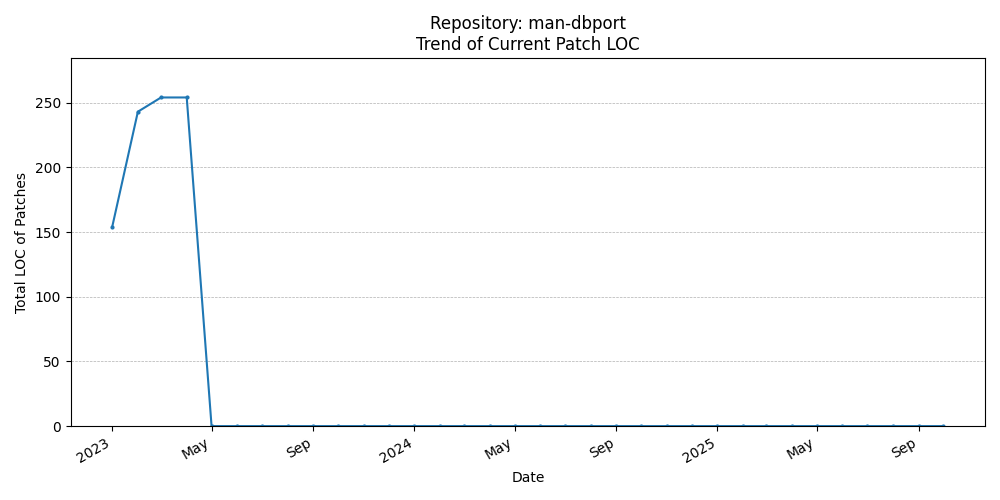 Repository: man-dbport
Trend of Current Patch LOC
Total LOC of Patches
250
200
150
100
50
0
2023
May
Sep
2024
May
Sep
2025
May
Sep
Date